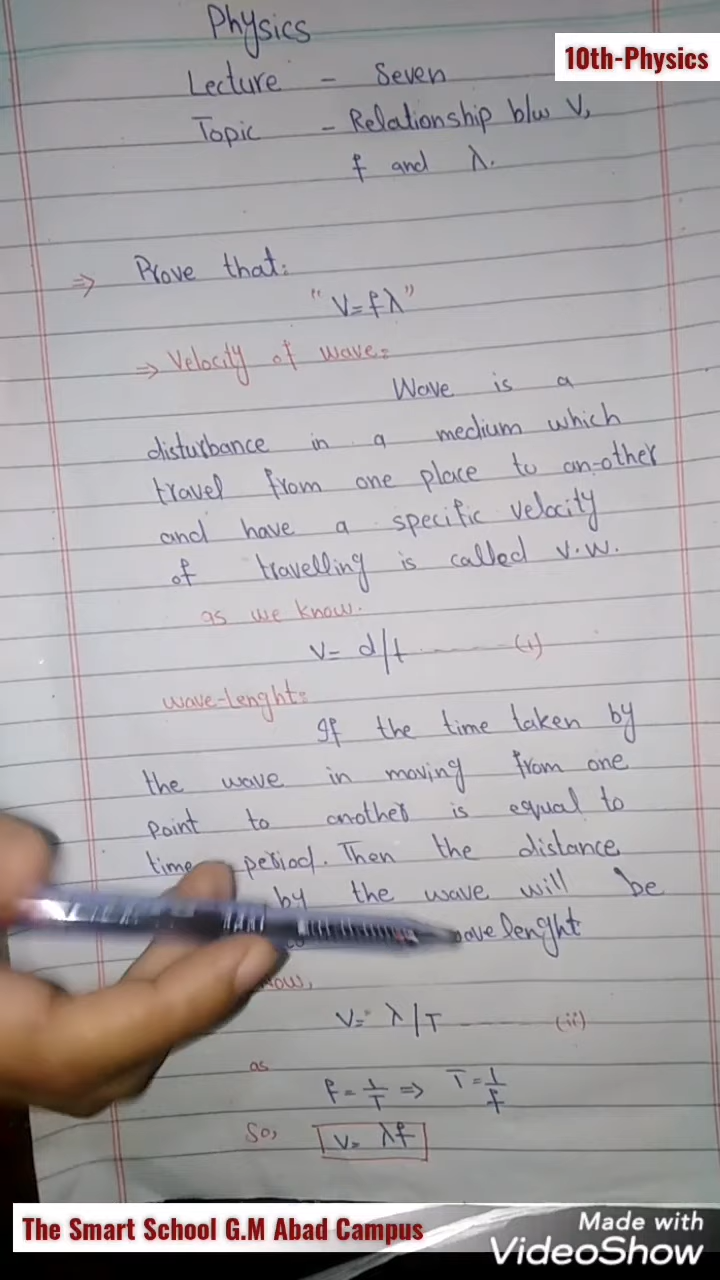 Physics
10th-Physics
Lecture - Seven
Topic - Relationship b/w V,
f and λ.
⇒ Prove that:
"V=fλ"
⇒ Velocity of wave:
Wave is a
disturbance in a medium which
travel from one place to an-other
and have a specific velocity
of travelling is called v.w.
as we know.
V= d/t ------- (i)
wave-lenght:
If the time taken by
the wave in moving from one
point to another is equal to
time period. Then the distance
by the wave will be
wavelenght
now,
V= λ/T ------- (ii)
as
f = 1/T ⇒ T = 1/f
So, V= λf
The Smart School G.M Abad Campus
Made with
VideoShow